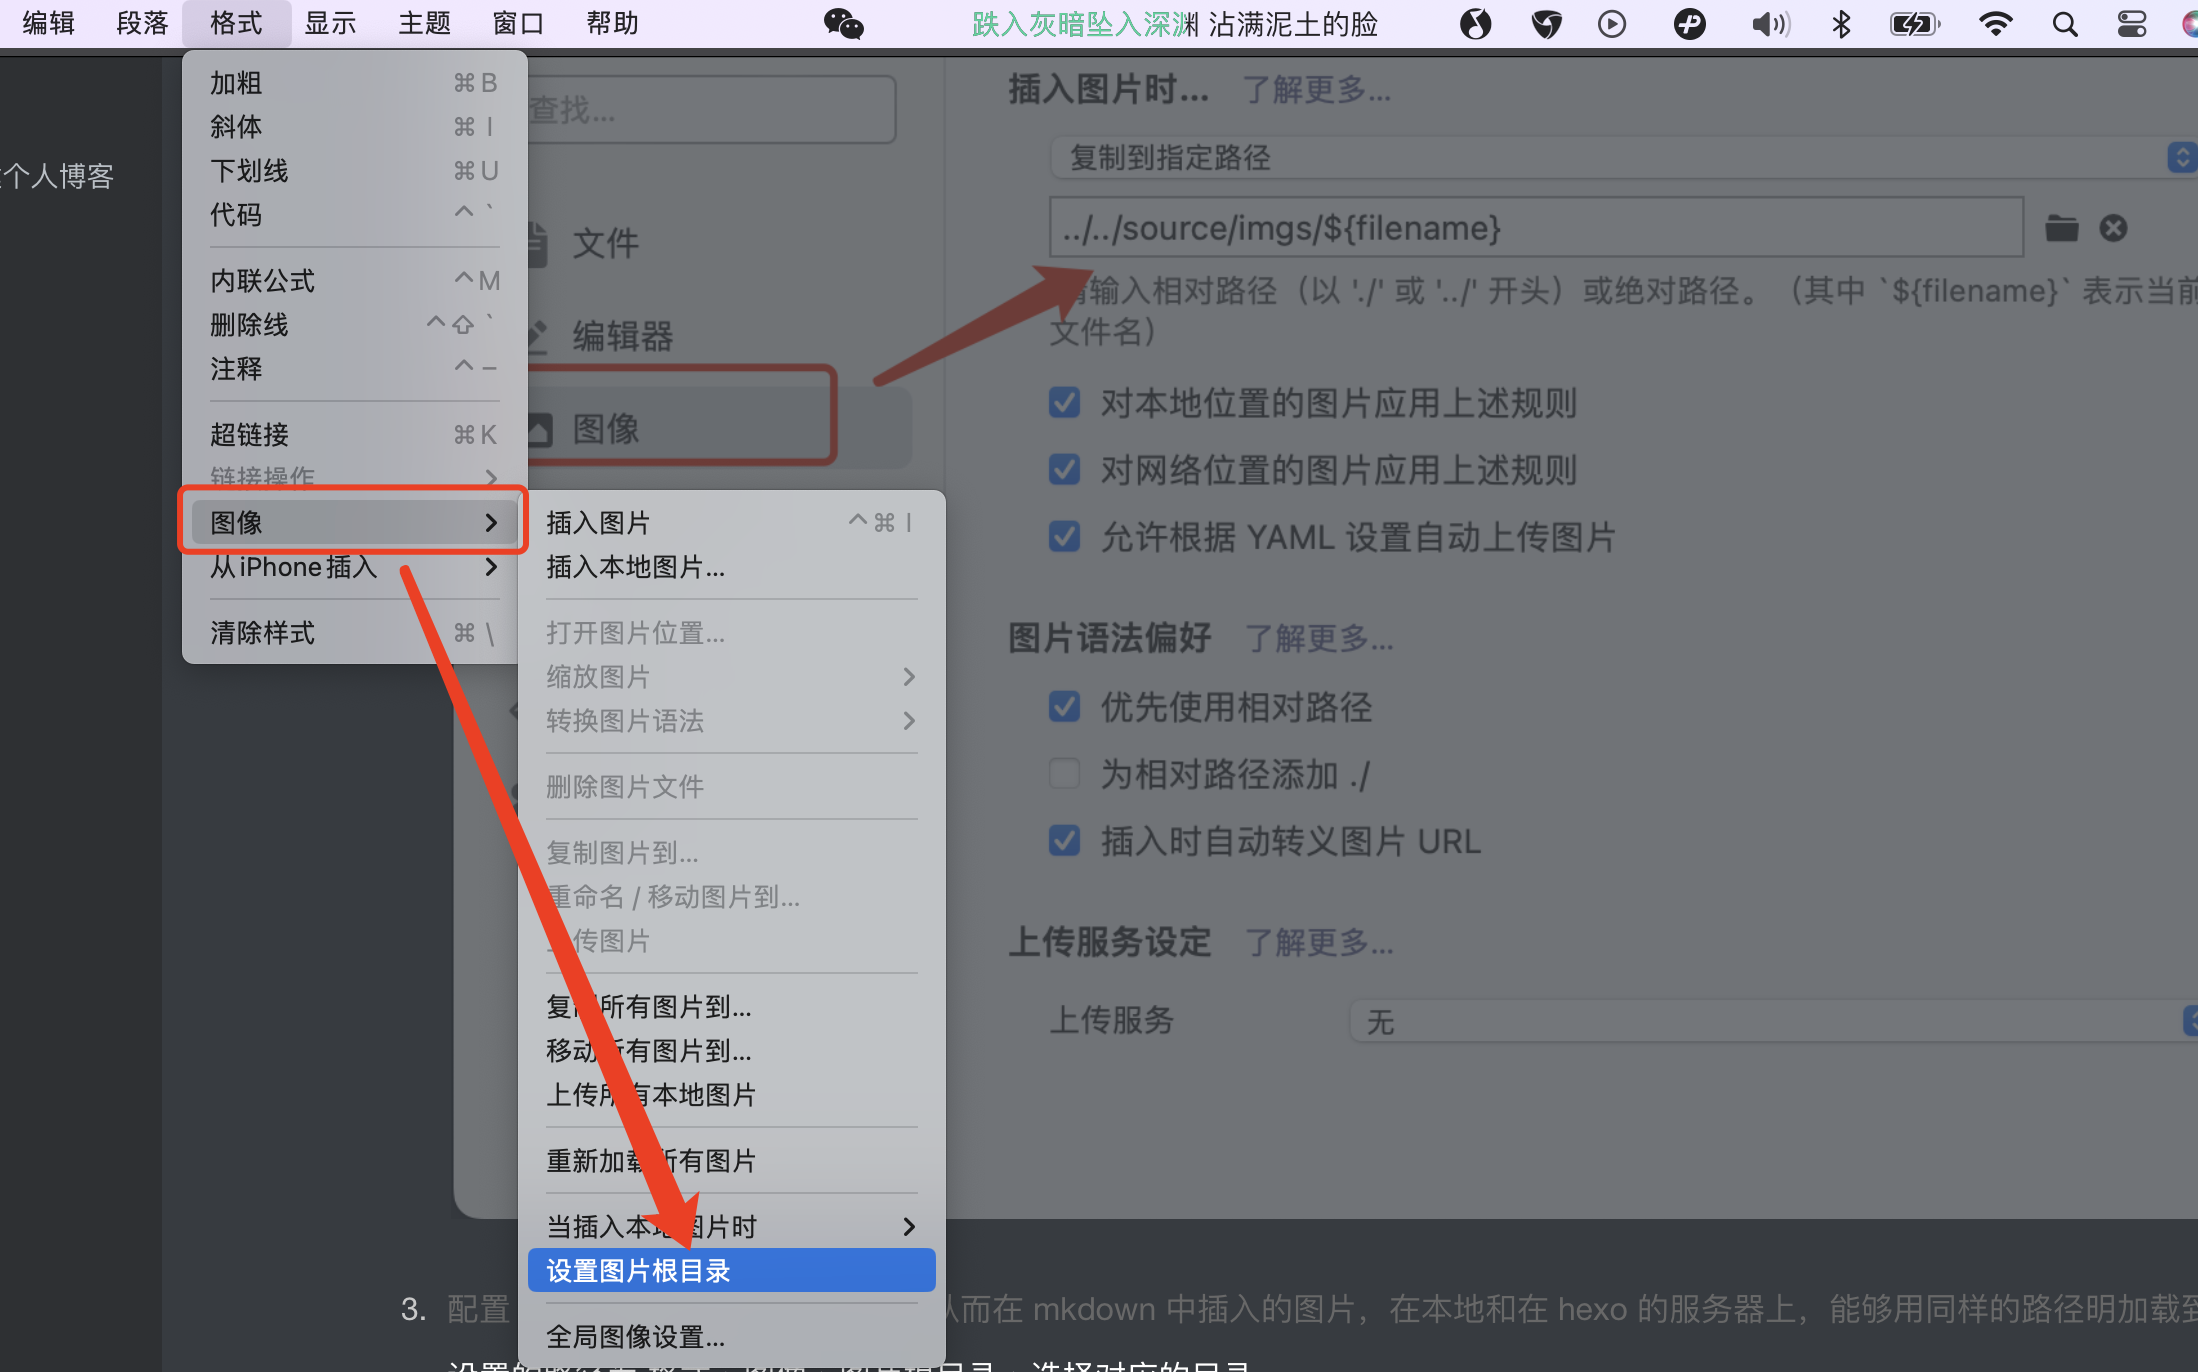 编辑 段落 格式 显示 主题 窗口 帮助 跌入灰暗坠入深渊 沾满泥土的脸
个人博客
加粗 ⌘ B
斜体 ⌘ I
下划线 ⌘ U
代码 ^ `
内联公式 ^ M
删除线 ^ ⇧ `
注释 ^ –
超链接 ⌘ K
链接操作 >
图像 >
从 iPhone 插入 >
清除样式 ⌘ \
插入图片 ^ ⌘ I
插入本地图片...
打开图片位置...
缩放图片 >
转换图片语法 >
删除图片文件
复制图片到...
重命名 / 移动图片到...
上传图片
复制所有图片到...
移动所有图片到...
上传所有本地图片
重新加载所有图片
当插入本地图片时 >
设置图片根目录
全局图像设置...
查找...
文件
编辑器
图像
插入图片时... 了解更多...
复制到指定路径
../../source/imgs/${filename}
请输入相对路径（以 './' 或 '../' 开头）或绝对路径。（其中 `${filename}` 表示当前
文件名）
对本地位置的图片应用上述规则
对网络位置的图片应用上述规则
允许根据 YAML 设置自动上传图片
图片语法偏好 了解更多...
优先使用相对路径
为相对路径添加 ./
插入时自动转义图片 URL
上传服务设定 了解更多...
上传服务 无
3. 配置 从而在 mkdown 中插入的图片，在本地和在 hexo 的服务器上，能够用同样的路径明加载到